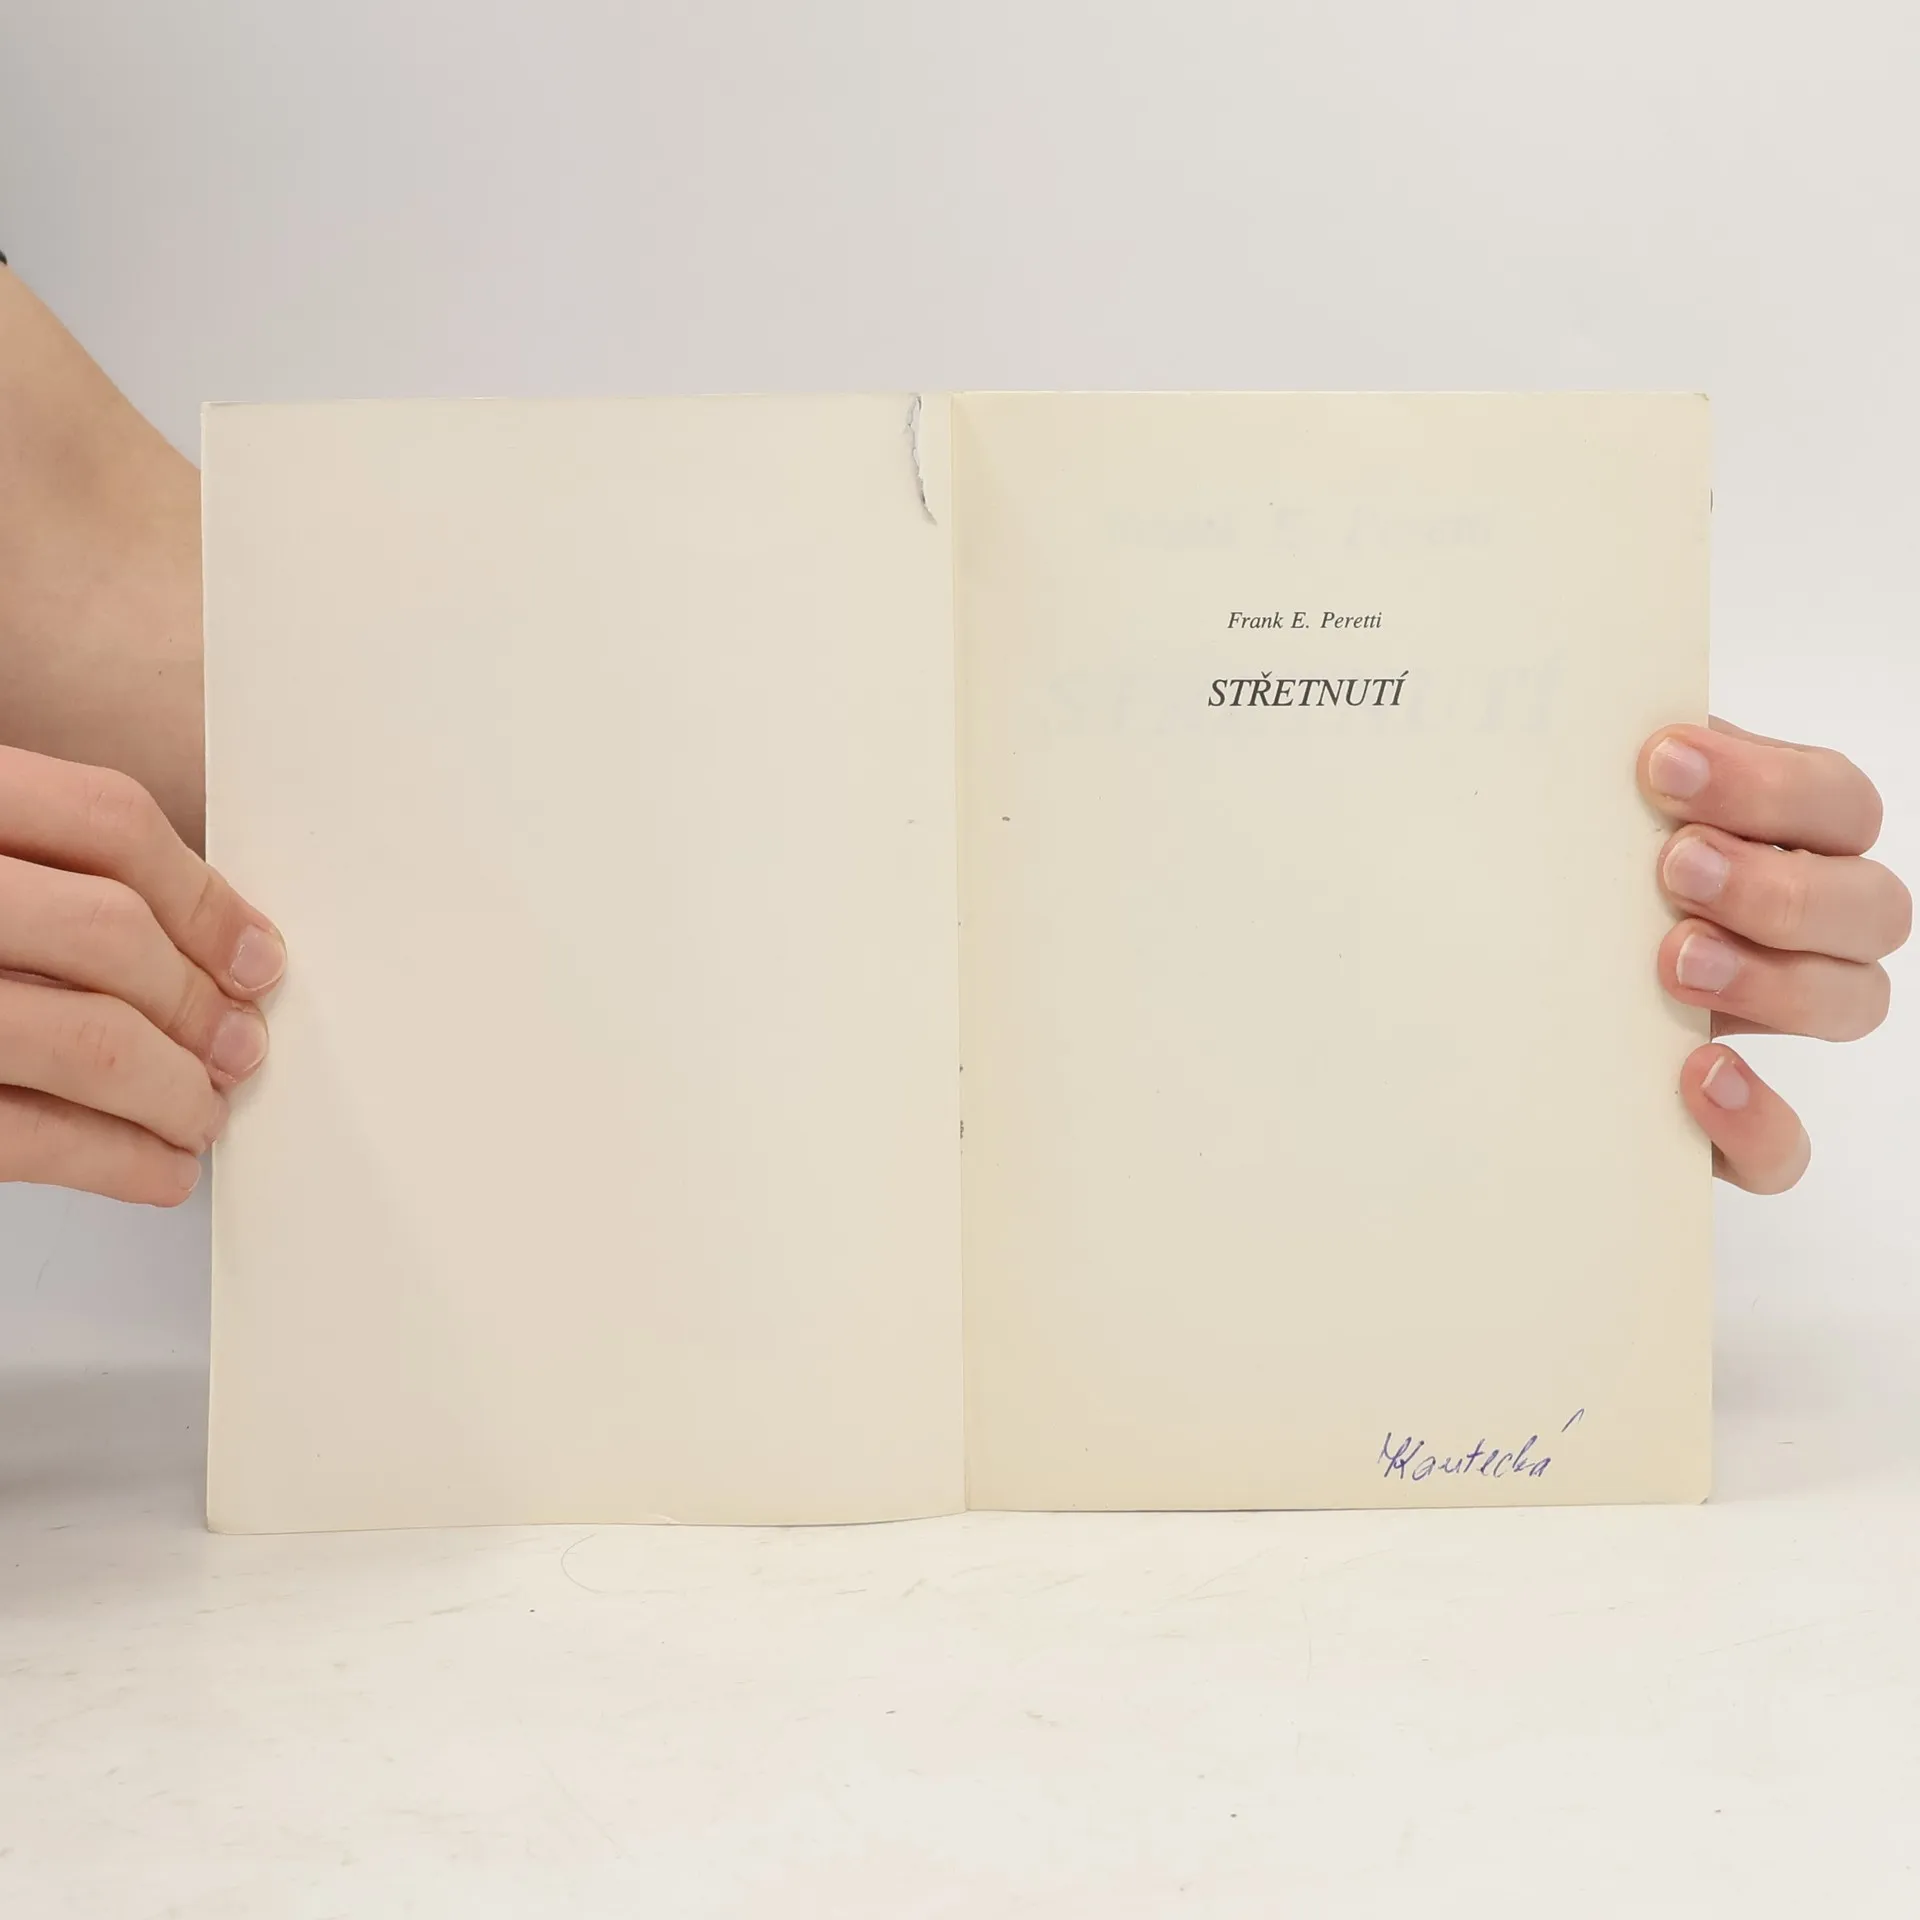 Frank E. Peretti
STŘETNUTÍ
Kautecká